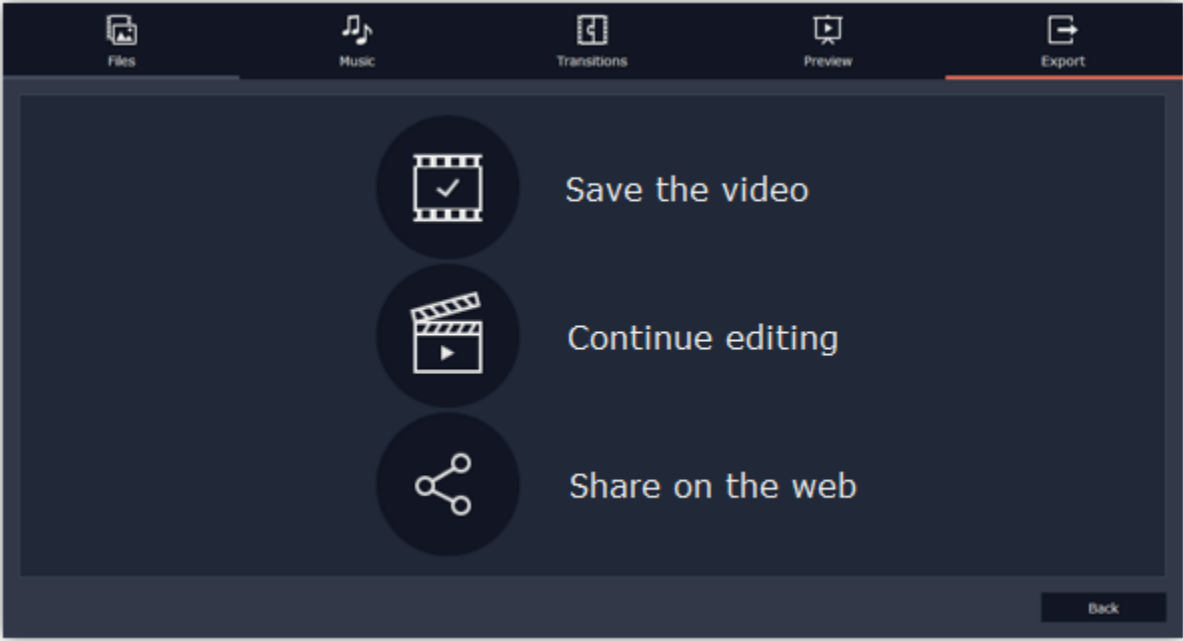 Files
Music
Transitions
Preview
Export
Save the video
Continue editing
Share on the web
Back